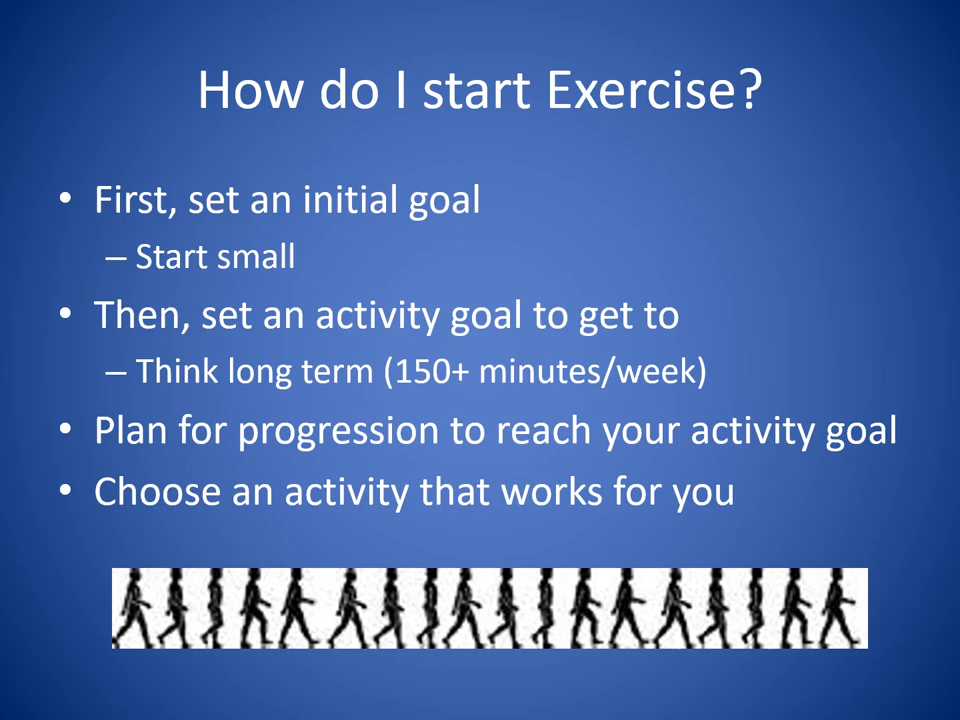 How do I start Exercise?
• First, set an initial goal
– Start small
• Then, set an activity goal to get to
– Think long term (150+ minutes/week)
• Plan for progression to reach your activity goal
• Choose an activity that works for you